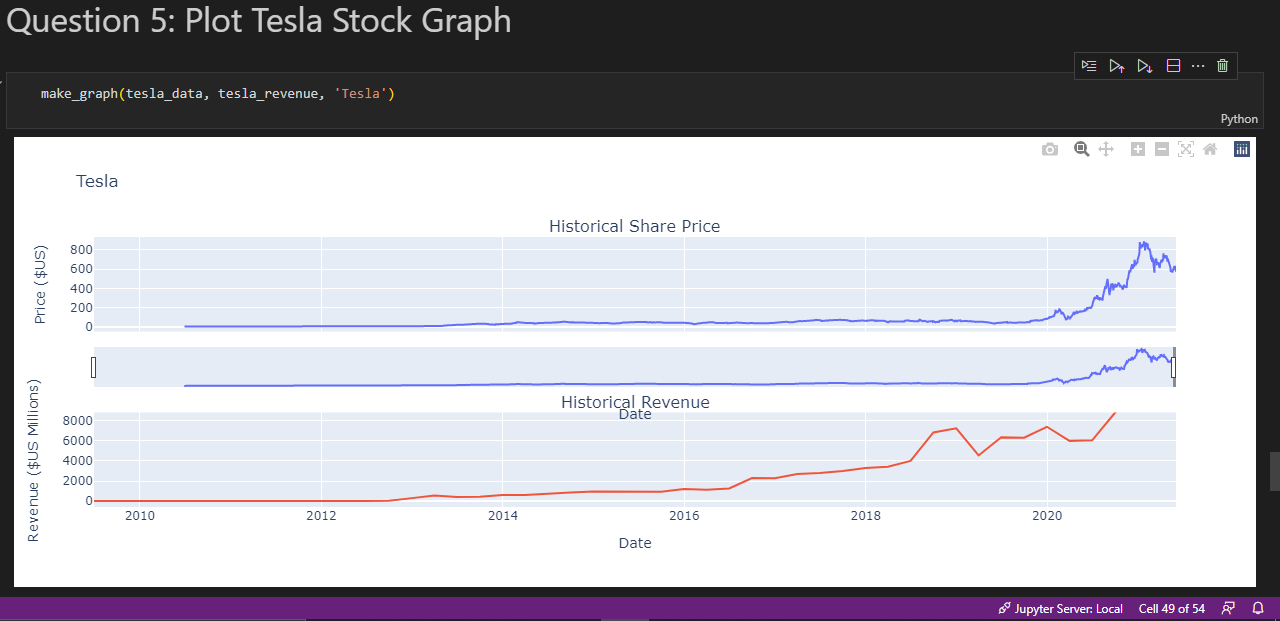 Question 5: Plot Tesla Stock Graph
make_graph(tesla_data, tesla_revenue, 'Tesla')
Python
Tesla
Historical Share Price
Price ($US)
800
600
400
200
0
Historical Revenue
Date
Revenue ($US Millions)
8000
6000
4000
2000
0
2010 2012 2014 2016 2018 2020
Date
Jupyter Server: Local Cell 49 of 54